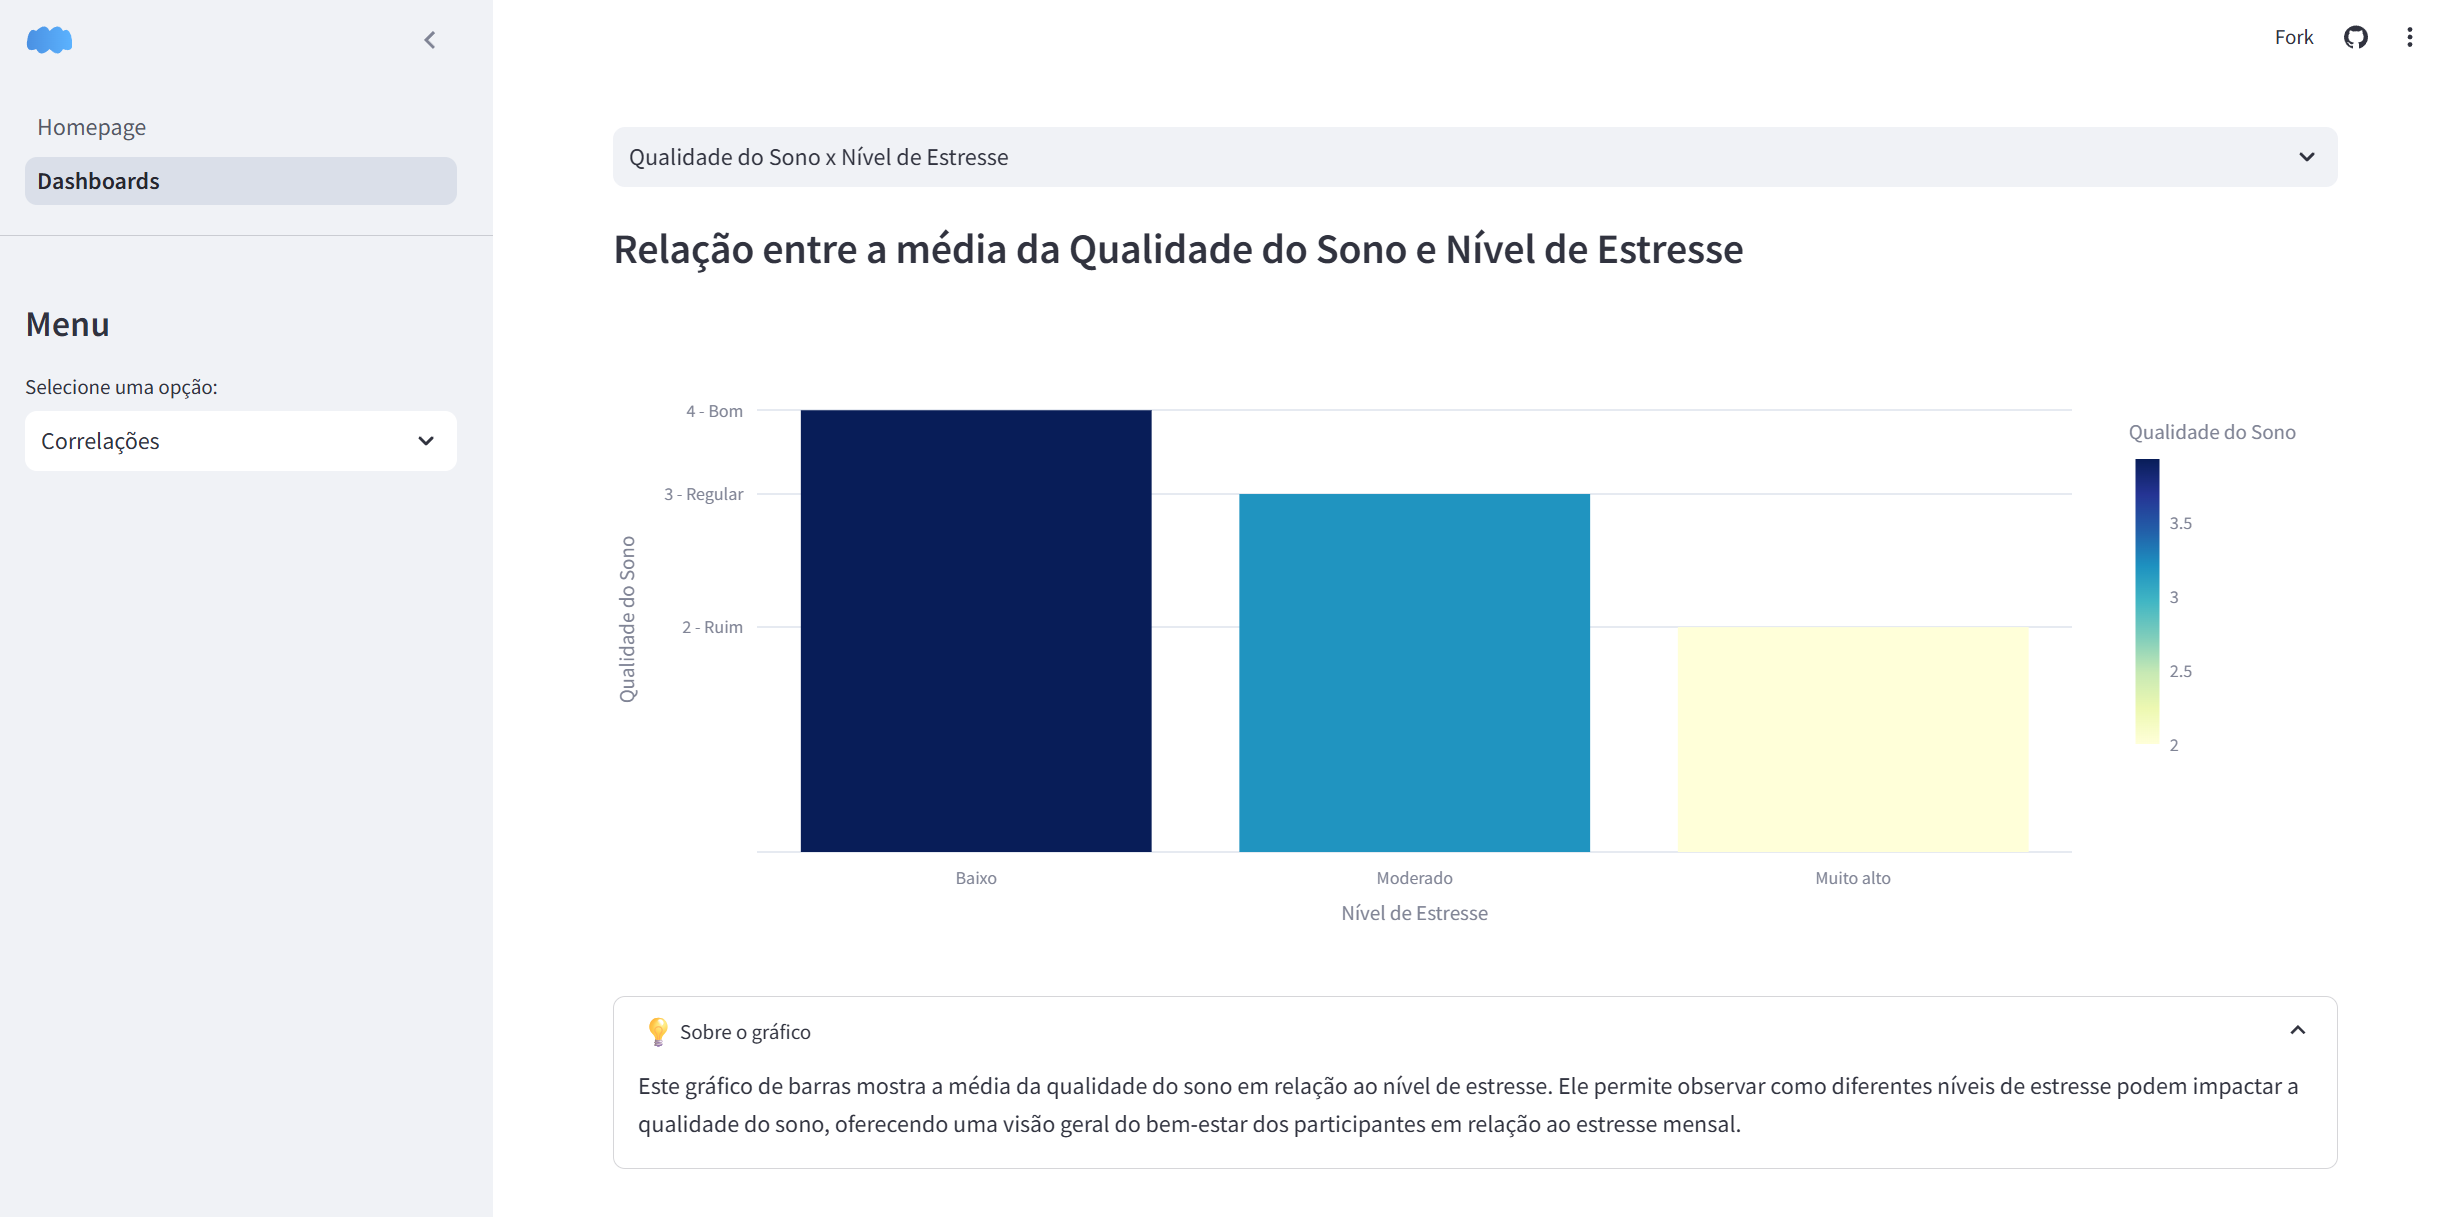 Fork
Homepage
Dashboards
Menu
Selecione uma opção:
Correlações
Qualidade do Sono x Nível de Estresse
Relação entre a média da Qualidade do Sono e Nível de Estresse
4 - Bom
3 - Regular
2 - Ruim
Qualidade do Sono
Baixo
Moderado
Muito alto
Nível de Estresse
Qualidade do Sono
3.5
3
2.5
2
Sobre o gráfico
Este gráfico de barras mostra a média da qualidade do sono em relação ao nível de estresse. Ele permite observar como diferentes níveis de estresse podem impactar a
qualidade do sono, oferecendo uma visão geral do bem-estar dos participantes em relação ao estresse mensal.